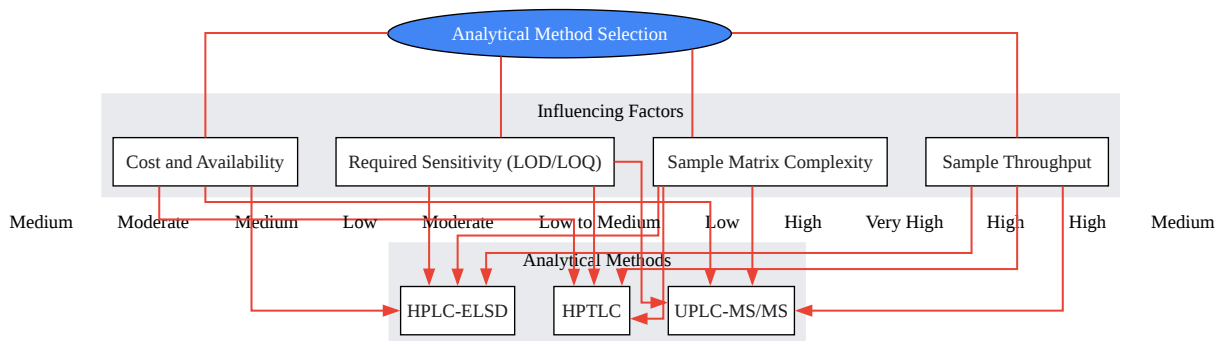 Analytical Method Selection
Influencing Factors
Cost and Availability
Required Sensitivity (LOD/LOQ)
Sample Matrix Complexity
Sample Throughput
Medium
Moderate
Medium
Low
Moderate
Low to Medium
Low
High
Very High
High
High
Medium
Analytical Methods
HPLC-ELSD
HPTLC
UPLC-MS/MS